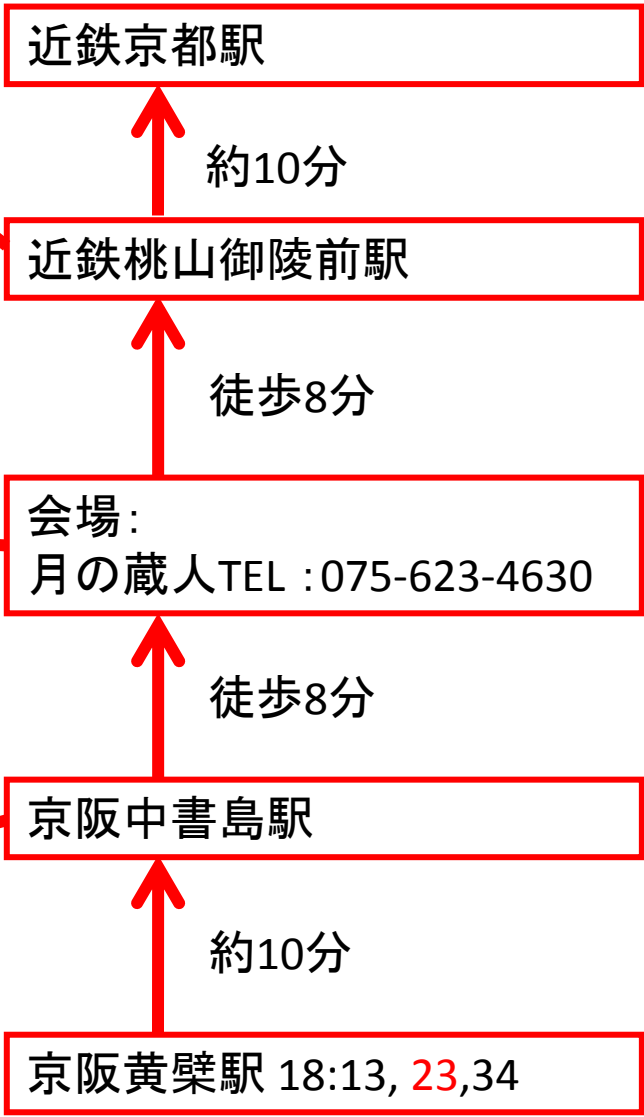 近鉄京都駅
約10分
近鉄桃山御陵前駅
徒歩8分
会場：
月の蔵人TEL：075-623-4630
徒歩8分
京阪中書島駅
約10分
京阪黄檗駅 18:13, 23,34